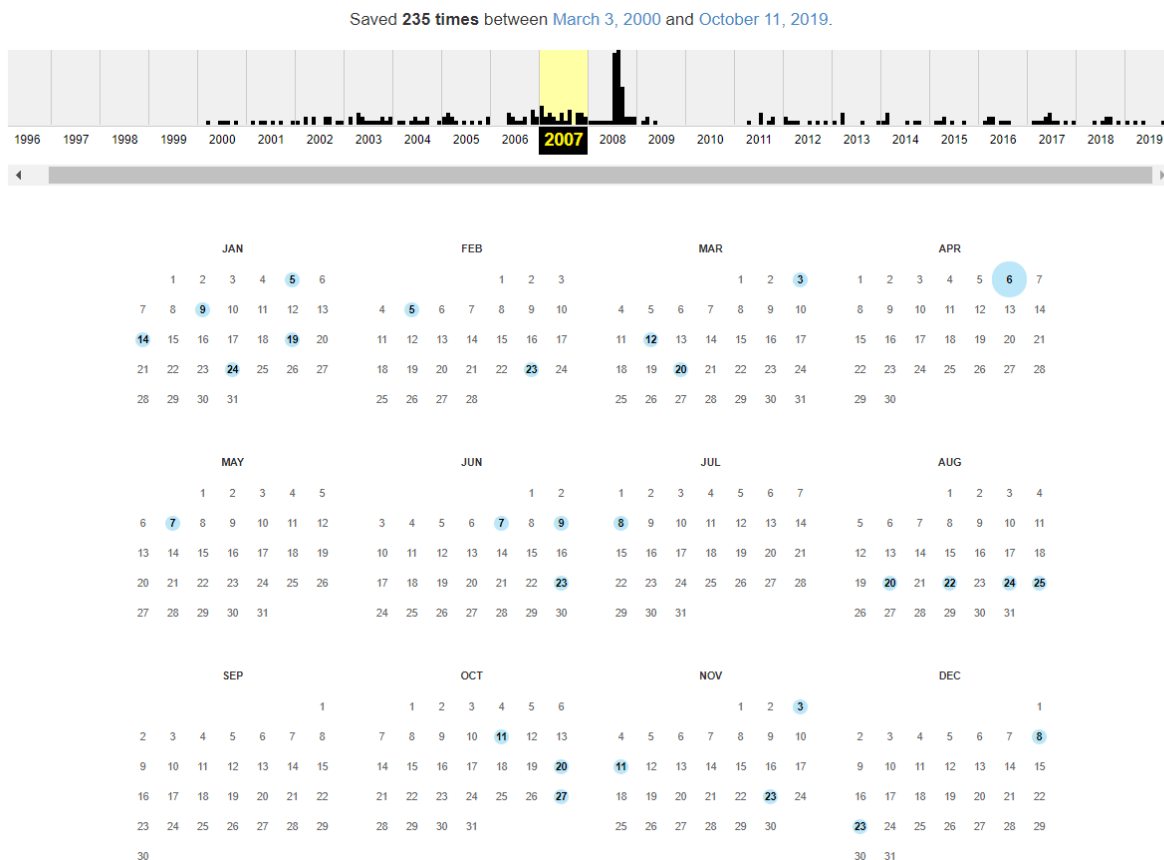 Saved 235 times between March 3, 2000 and October 11, 2019.
1996 1997 1998 1999 2000 2001 2002 2003 2004 2005 2006 2007 2008 2009 2010 2011 2012 2013 2014 2015 2016 2017 2018 2019
JAN FEB MAR APR
1 2 3 4 5 6 1 2 3 1 2 3 1 2 3 4 5 6 7
7 8 9 10 11 12 13 4 5 6 7 8 9 10 4 5 6 7 8 9 10 8 9 10 11 12 13 14
14 15 16 17 18 19 20 11 12 13 14 15 16 17 11 12 13 14 15 16 17 15 16 17 18 19 20 21
21 22 23 24 25 26 27 18 19 20 21 22 23 24 18 19 20 21 22 23 24 22 23 24 25 26 27 28
28 29 30 31 25 26 27 28 25 26 27 28 29 30 31 29 30
MAY JUN JUL AUG
1 2 3 4 5 1 2 1 2 3 4 5 6 7 1 2 3 4
6 7 8 9 10 11 12 3 4 5 6 7 8 9 8 9 10 11 12 13 14 5 6 7 8 9 10 11
13 14 15 16 17 18 19 10 11 12 13 14 15 16 15 16 17 18 19 20 21 12 13 14 15 16 17 18
20 21 22 23 24 25 26 17 18 19 20 21 22 23 22 23 24 25 26 27 28 19 20 21 22 23 24 25
27 28 29 30 31 24 25 26 27 28 29 30 29 30 31 26 27 28 29 30 31
SEP OCT NOV DEC
1 1 2 3 4 5 6 1 2 3 1
2 3 4 5 6 7 8 7 8 9 10 11 12 13 4 5 6 7 8 9 10 2 3 4 5 6 7 8
9 10 11 12 13 14 15 14 15 16 17 18 19 20 11 12 13 14 15 16 17 9 10 11 12 13 14 15
16 17 18 19 20 21 22 21 22 23 24 25 26 27 18 19 20 21 22 23 24 16 17 18 19 20 21 22
23 24 25 26 27 28 29 28 29 30 31 25 26 27 28 29 30 23 24 25 26 27 28 29
30 30 31